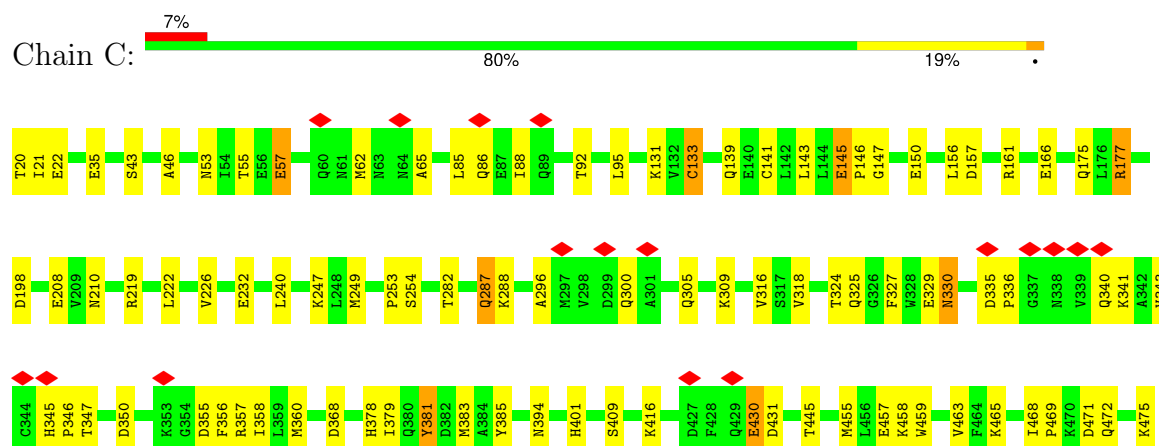 7%
Chain C:
80% 19% •
T20 I21 E22 E35 S43 A46 N53 I54 T55 E56 E57 Q60 N61 M62 N63 N64 A65 L85 Q86 E87 I88 Q89 T92 L95 K131 V132 C133 Q139 E140 C141 L142 L143 L144 E145 P146 G147 E150 L156 D157 R161 E166 Q175 L176 R177
D198 E208 V209 N210 R219 L222 V226 E232 L240 K247 L248 M249 P253 S254 T282 Q287 K288 A296 M297 V298 D299 Q300 A301 Q305 K309 V316 S317 V318 T324 Q325 G326 F327 W328 E329 N330 D335 P336 G337 N338 V339 Q340 K341 A342
C344 H345 P346 T347 D350 K353 G354 D355 F356 R357 I358 L359 M360 D368 H378 I379 Q380 Y381 D382 M383 A384 Y385 N394 H401 S409 K416 D427 F428 Q429 E430 D431 T445 M455 L456 E457 K458 W459 V463 F464 K465 I468 P469 K470 D471 Q472 K475